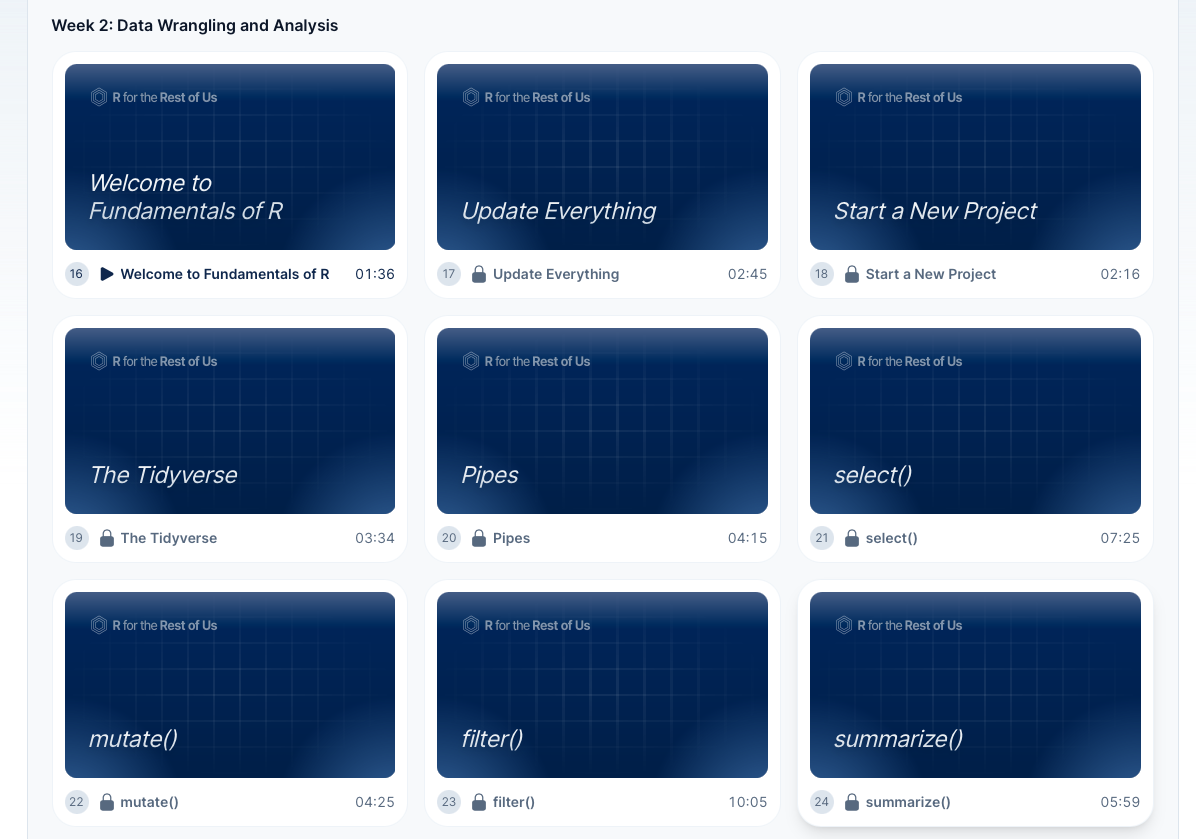 Week 2: Data Wrangling and Analysis
R for the Rest of Us
Welcome to
Fundamentals of R
16 Welcome to Fundamentals of R 01:36
R for the Rest of Us
Update Everything
17 Update Everything 02:45
R for the Rest of Us
Start a New Project
18 Start a New Project 02:16
R for the Rest of Us
The Tidyverse
19 The Tidyverse 03:34
R for the Rest of Us
Pipes
20 Pipes 04:15
R for the Rest of Us
select()
21 select() 07:25
R for the Rest of Us
mutate()
22 mutate() 04:25
R for the Rest of Us
filter()
23 filter() 10:05
R for the Rest of Us
summarize()
24 summarize() 05:59